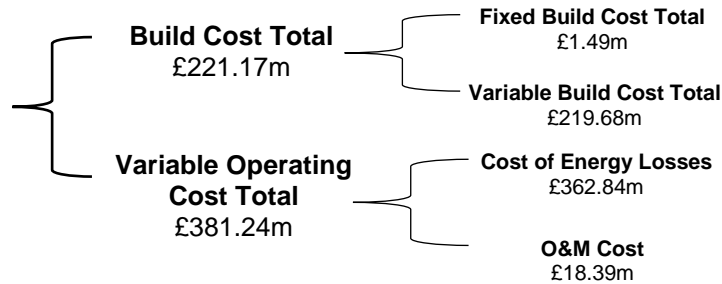 Build Cost Total
£221.17m
Fixed Build Cost Total
£1.49m
Variable Build Cost Total
£219.68m
Variable Operating
Cost Total
£381.24m
Cost of Energy Losses
£362.84m
O&M Cost
£18.39m